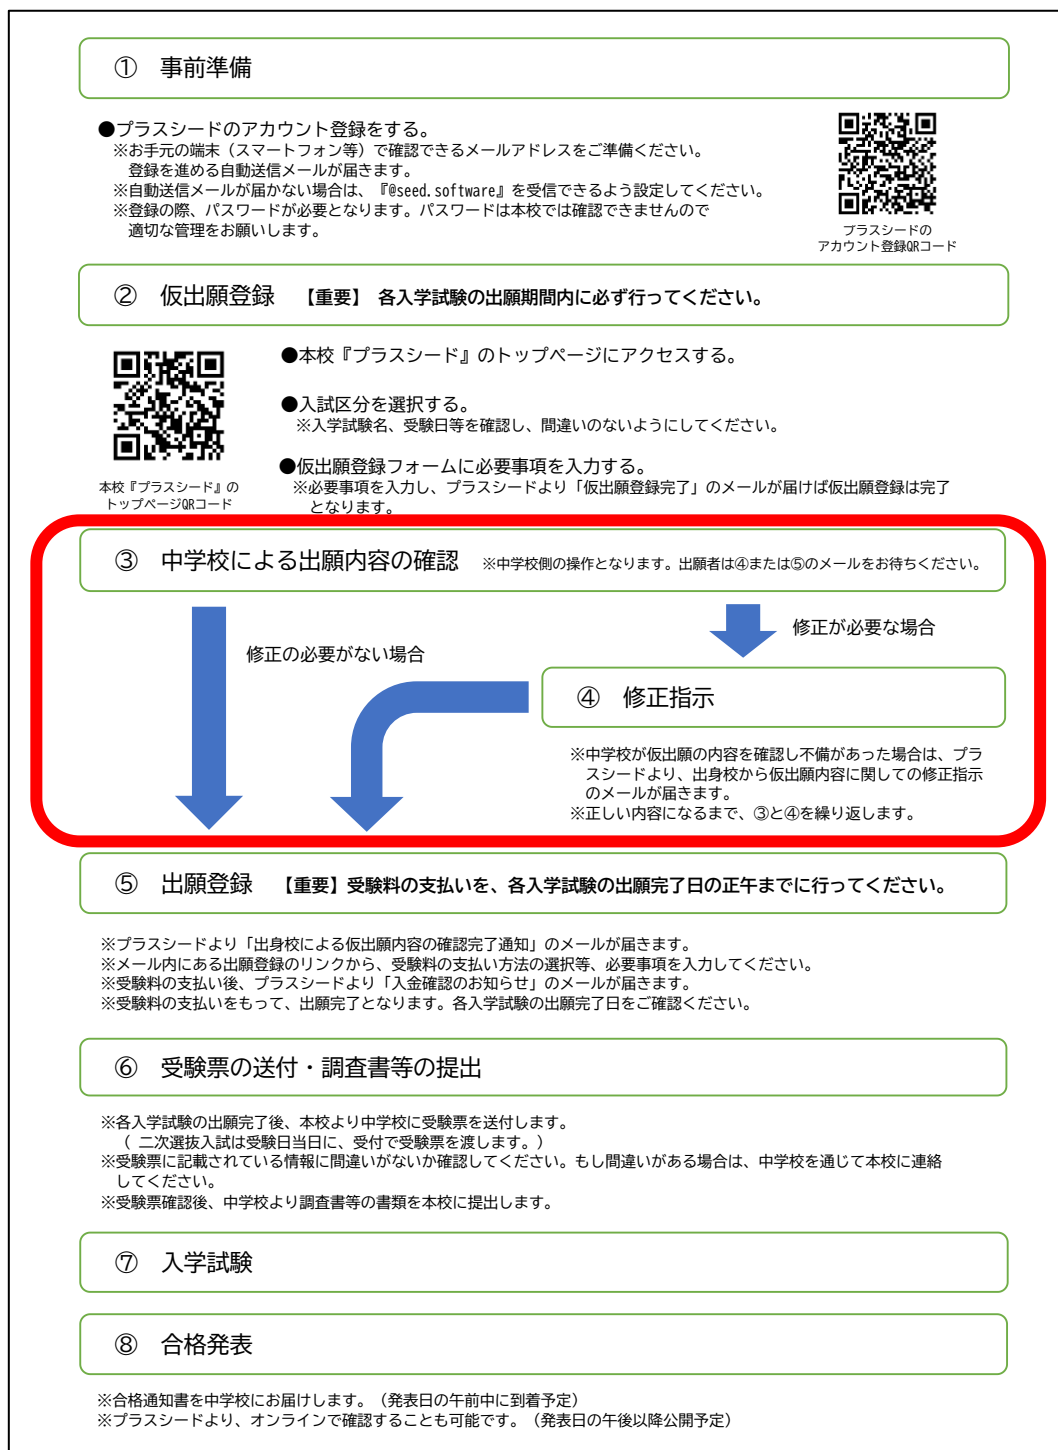 ① 事前準備
●プラスシードのアカウント登録をする。
※お手元の端末（スマートフォン等）で確認できるメールアドレスをご準備ください。
登録を進める自動送信メールが届きます。
※自動送信メールが届かない場合は、『@seed.software』を受信できるよう設定してください。
※登録の際、パスワードが必要となります。パスワードは本校では確認できませんので
適切な管理をお願いします。
プラスシードの
アカウント登録QRコード
② 仮出願登録 【重要】 各入学試験の出願期間内に必ず行ってください。
●本校『プラスシード』のトップページにアクセスする。
●入試区分を選択する。
※入学試験名、受験日等を確認し、間違いのないようにしてください。
●仮出願登録フォームに必要事項を入力する。
※必要事項を入力し、プラスシードより「仮出願登録完了」のメールが届けば仮出願登録は完了
となります。
本校『プラスシード』の
トップページQRコード
③ 中学校による出願内容の確認 ※中学校側の操作となります。出願者は④または⑤のメールをお待ちください。
修正が必要な場合
修正の必要がない場合
④ 修正指示
※中学校が仮出願の内容を確認し不備があった場合は、プラ
スシードより、出身校から仮出願内容に関しての修正指示
のメールが届きます。
※正しい内容になるまで、③と④を繰り返します。
⑤ 出願登録 【重要】受験料の支払いを、各入学試験の出願完了日の正午までに行ってください。
※プラスシードより「出身校による仮出願内容の確認完了通知」のメールが届きます。
※メール内にある出願登録のリンクから、受験料の支払い方法の選択等、必要事項を入力してください。
※受験料の支払い後、プラスシードより「入金確認のお知らせ」のメールが届きます。
※受験料の支払いをもって、出願完了となります。各入学試験の出願完了日をご確認ください。
⑥ 受験票の送付・調査書等の提出
※各入学試験の出願完了後、本校より中学校に受験票を送付します。
（ 二次選抜入試は受験日当日に、受付で受験票を渡します。）
※受験票に記載されている情報に間違いがないか確認してください。もし間違いがある場合は、中学校を通じて本校に連絡
してください。
※受験票確認後、中学校より調査書等の書類を本校に提出します。
⑦ 入学試験
⑧ 合格発表
※合格通知書を中学校にお届けします。（発表日の午前中に到着予定）
※プラスシードより、オンラインで確認することも可能です。（発表日の午後以降公開予定）